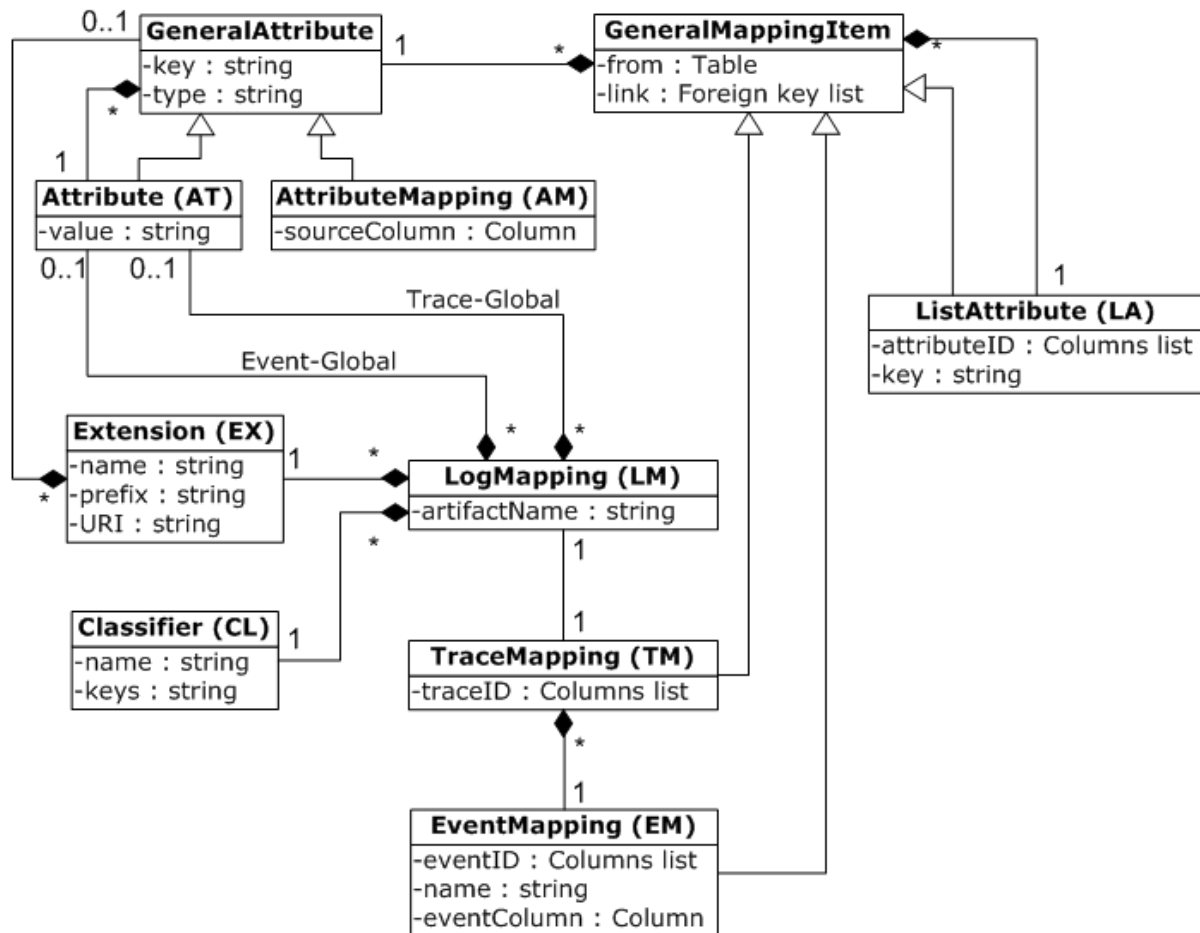 0..1
GeneralAttribute
-key : string
-type : string
1
*
GeneralMappingItem
-from : Table
-link : Foreign key list
*
*
1
Attribute (AT)
-value : string
AttributeMapping (AM)
-sourceColumn : Column
0..1
0..1
Trace-Global
Event-Global
1
ListAttribute (LA)
-attributeID : Columns list
-key : string
Extension (EX)
-name : string
-prefix : string
-URI : string
*
1
*
*
*
LogMapping (LM)
-artifactName : string
*
1
Classifier (CL)
-name : string
-keys : string
1
1
TraceMapping (TM)
-traceID : Columns list
*
1
EventMapping (EM)
-eventID : Columns list
-name : string
-eventColumn : Column